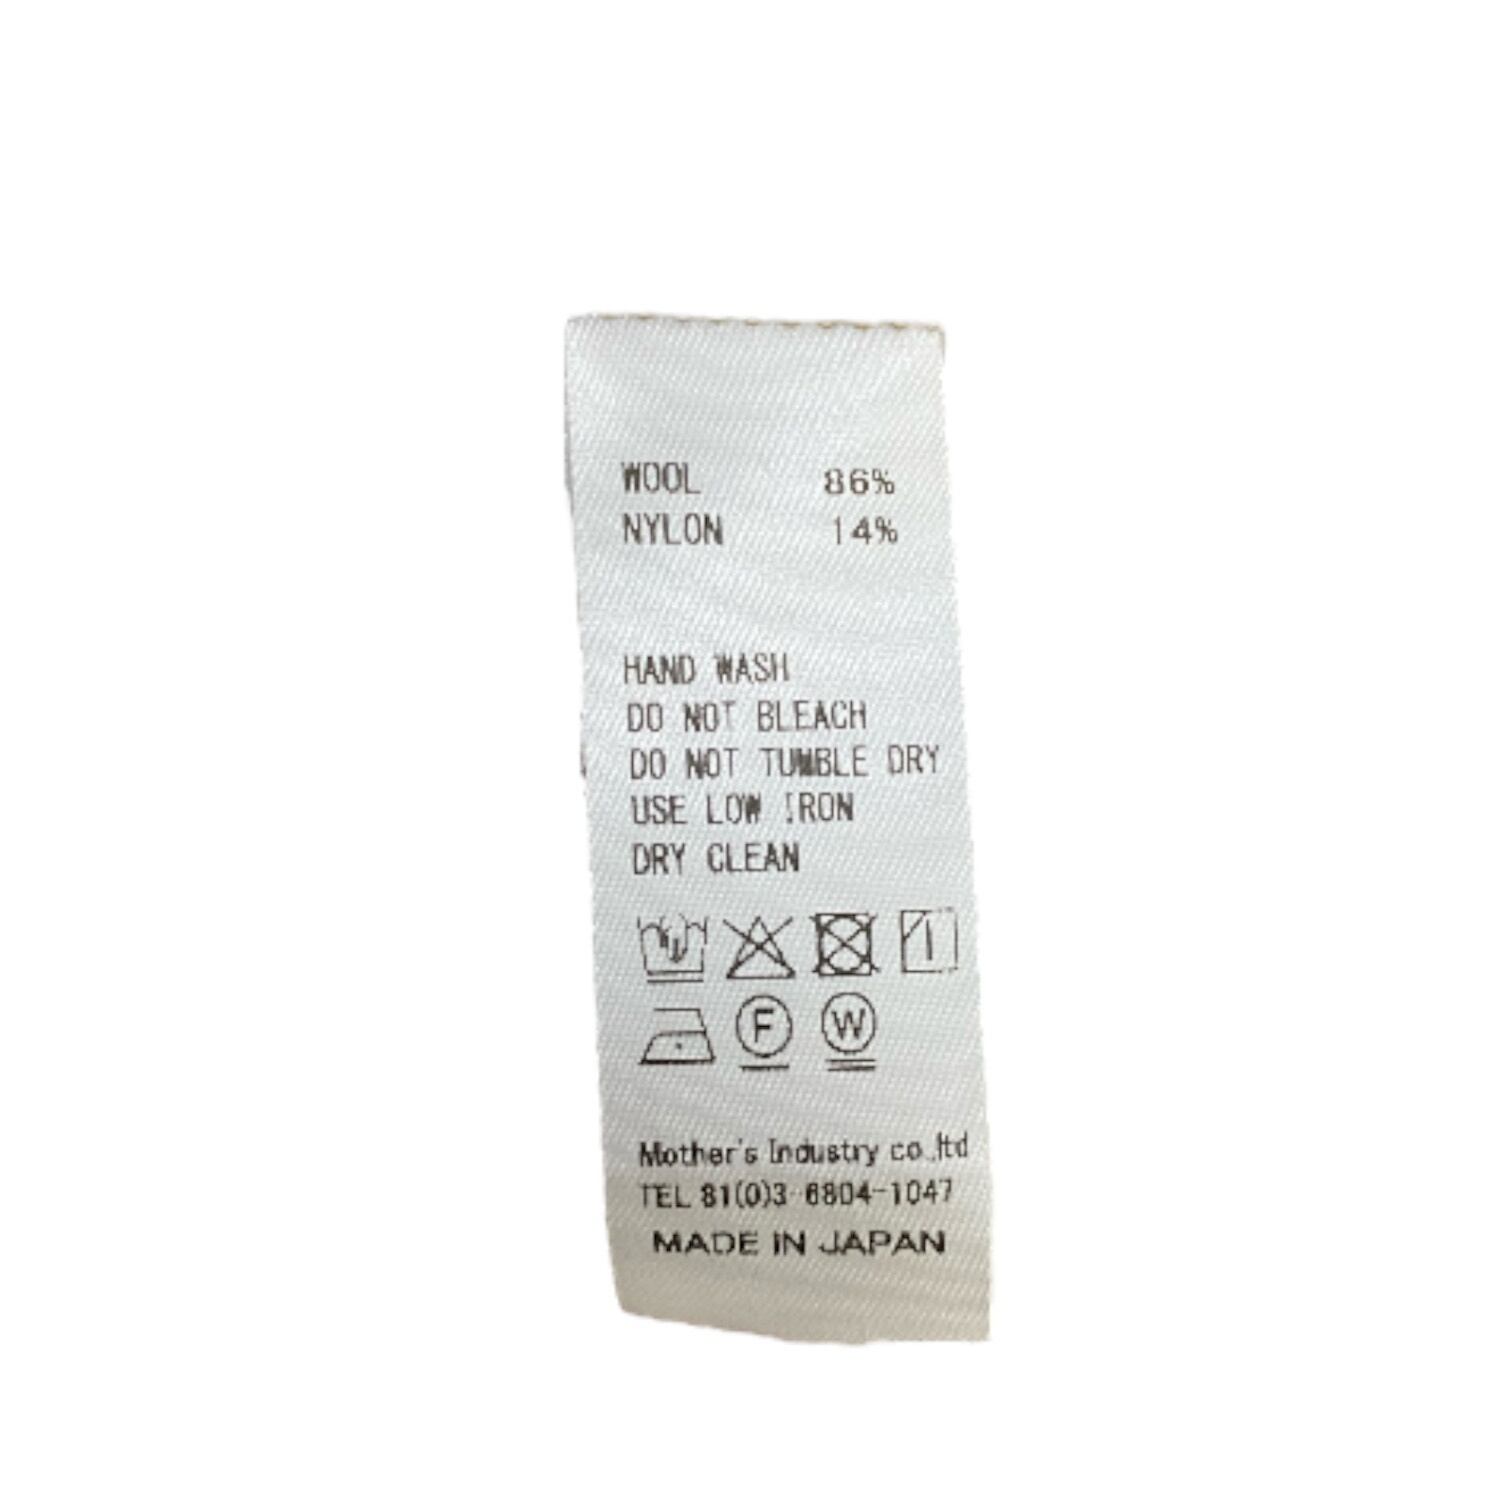 WOOL 86%
NYLON 14%
HAND WASH
DO NOT BLEACH
DO NOT TUMBLE DRY
USE LOW IRON
DRY CLEAN
F W
Mother's Industry co.,ltd
TEL 81(0)3-6804-1047
MADE IN JAPAN